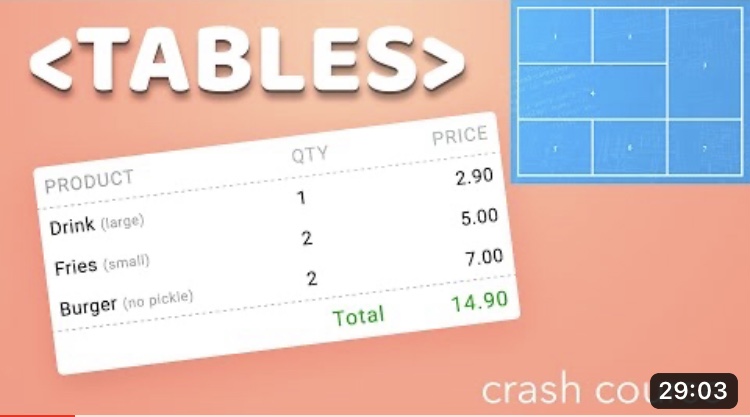 <TABLES>
PRODUCT QTY PRICE
Drink (large) 1 2.90
Fries (small) 2 5.00
Burger (no pickle) 2 7.00
Total 14.90
crash
29:03